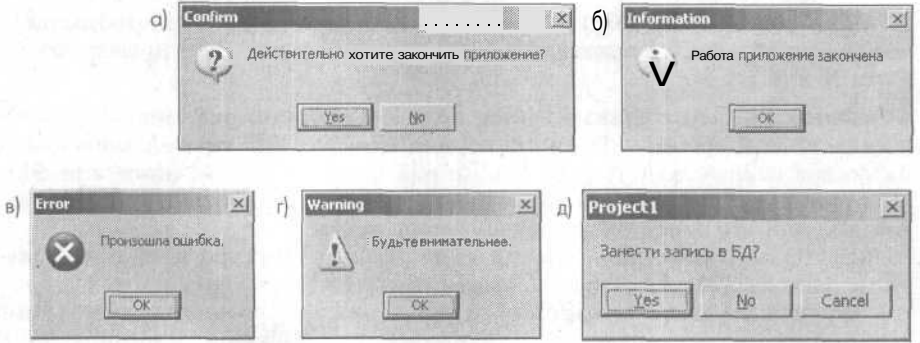 а) Confirm ........
Действительно хотите закончить приложение?
Yes No
б) Information
Работа приложение закончена
OK
в) Error
Произошла ошибка.
OK
г) Warning
Будьте внимательнее.
OK
д) Project1
Занести запись в БД?
Yes No Cancel